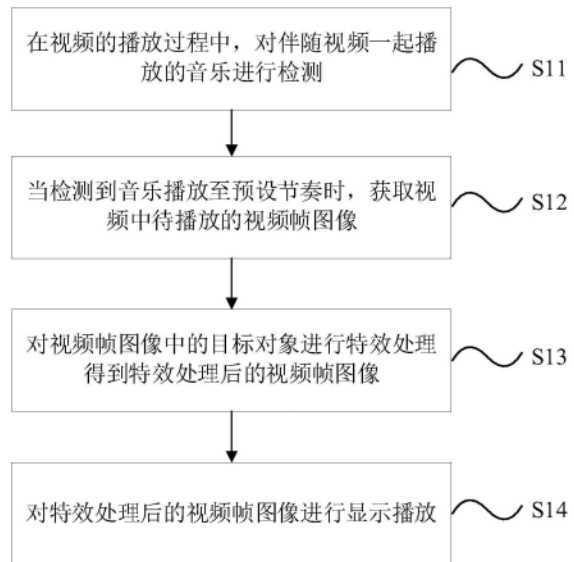 在视频的播放过程中，对伴随视频一起播
放的音乐进行检测
S11
当检测到音乐播放至预设节奏时，获取视
频中待播放的视频帧图像
S12
对视频帧图像中的目标对象进行特效处理
得到特效处理后的视频帧图像
S13
对特效处理后的视频帧图像进行显示播放
S14